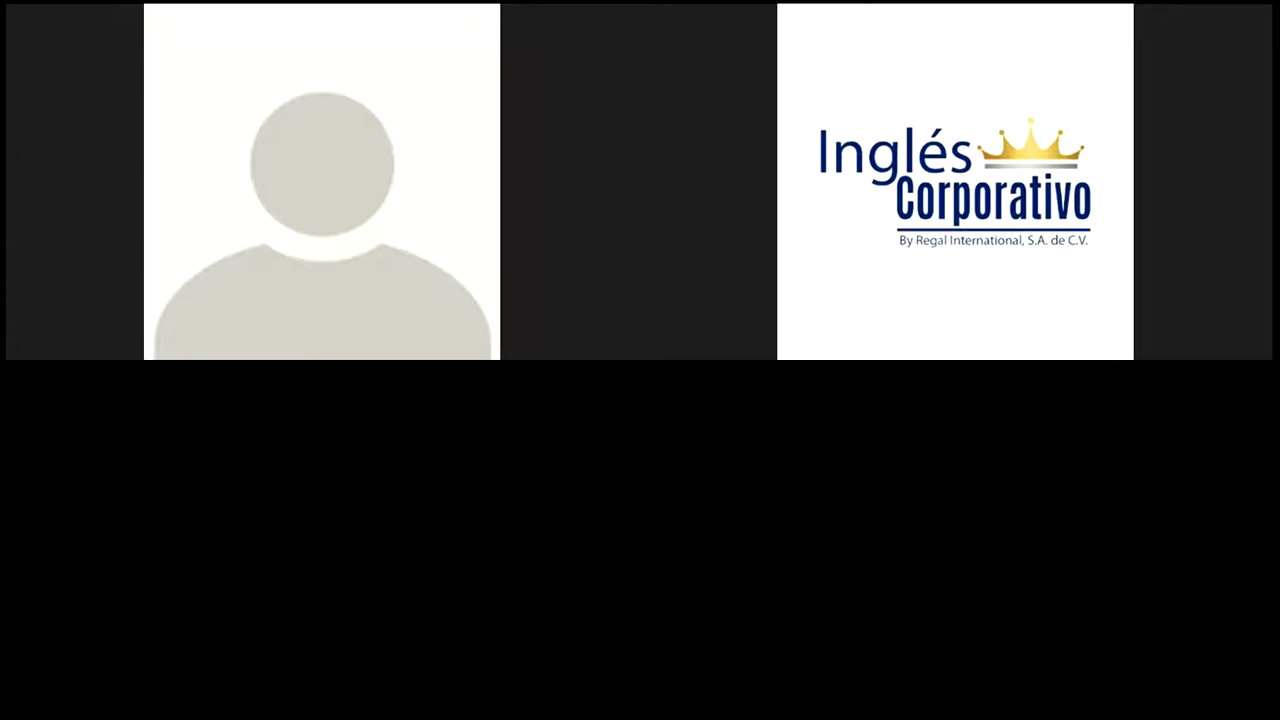 Inglés
Corporativo
By Regal International, S.A. de C.V.